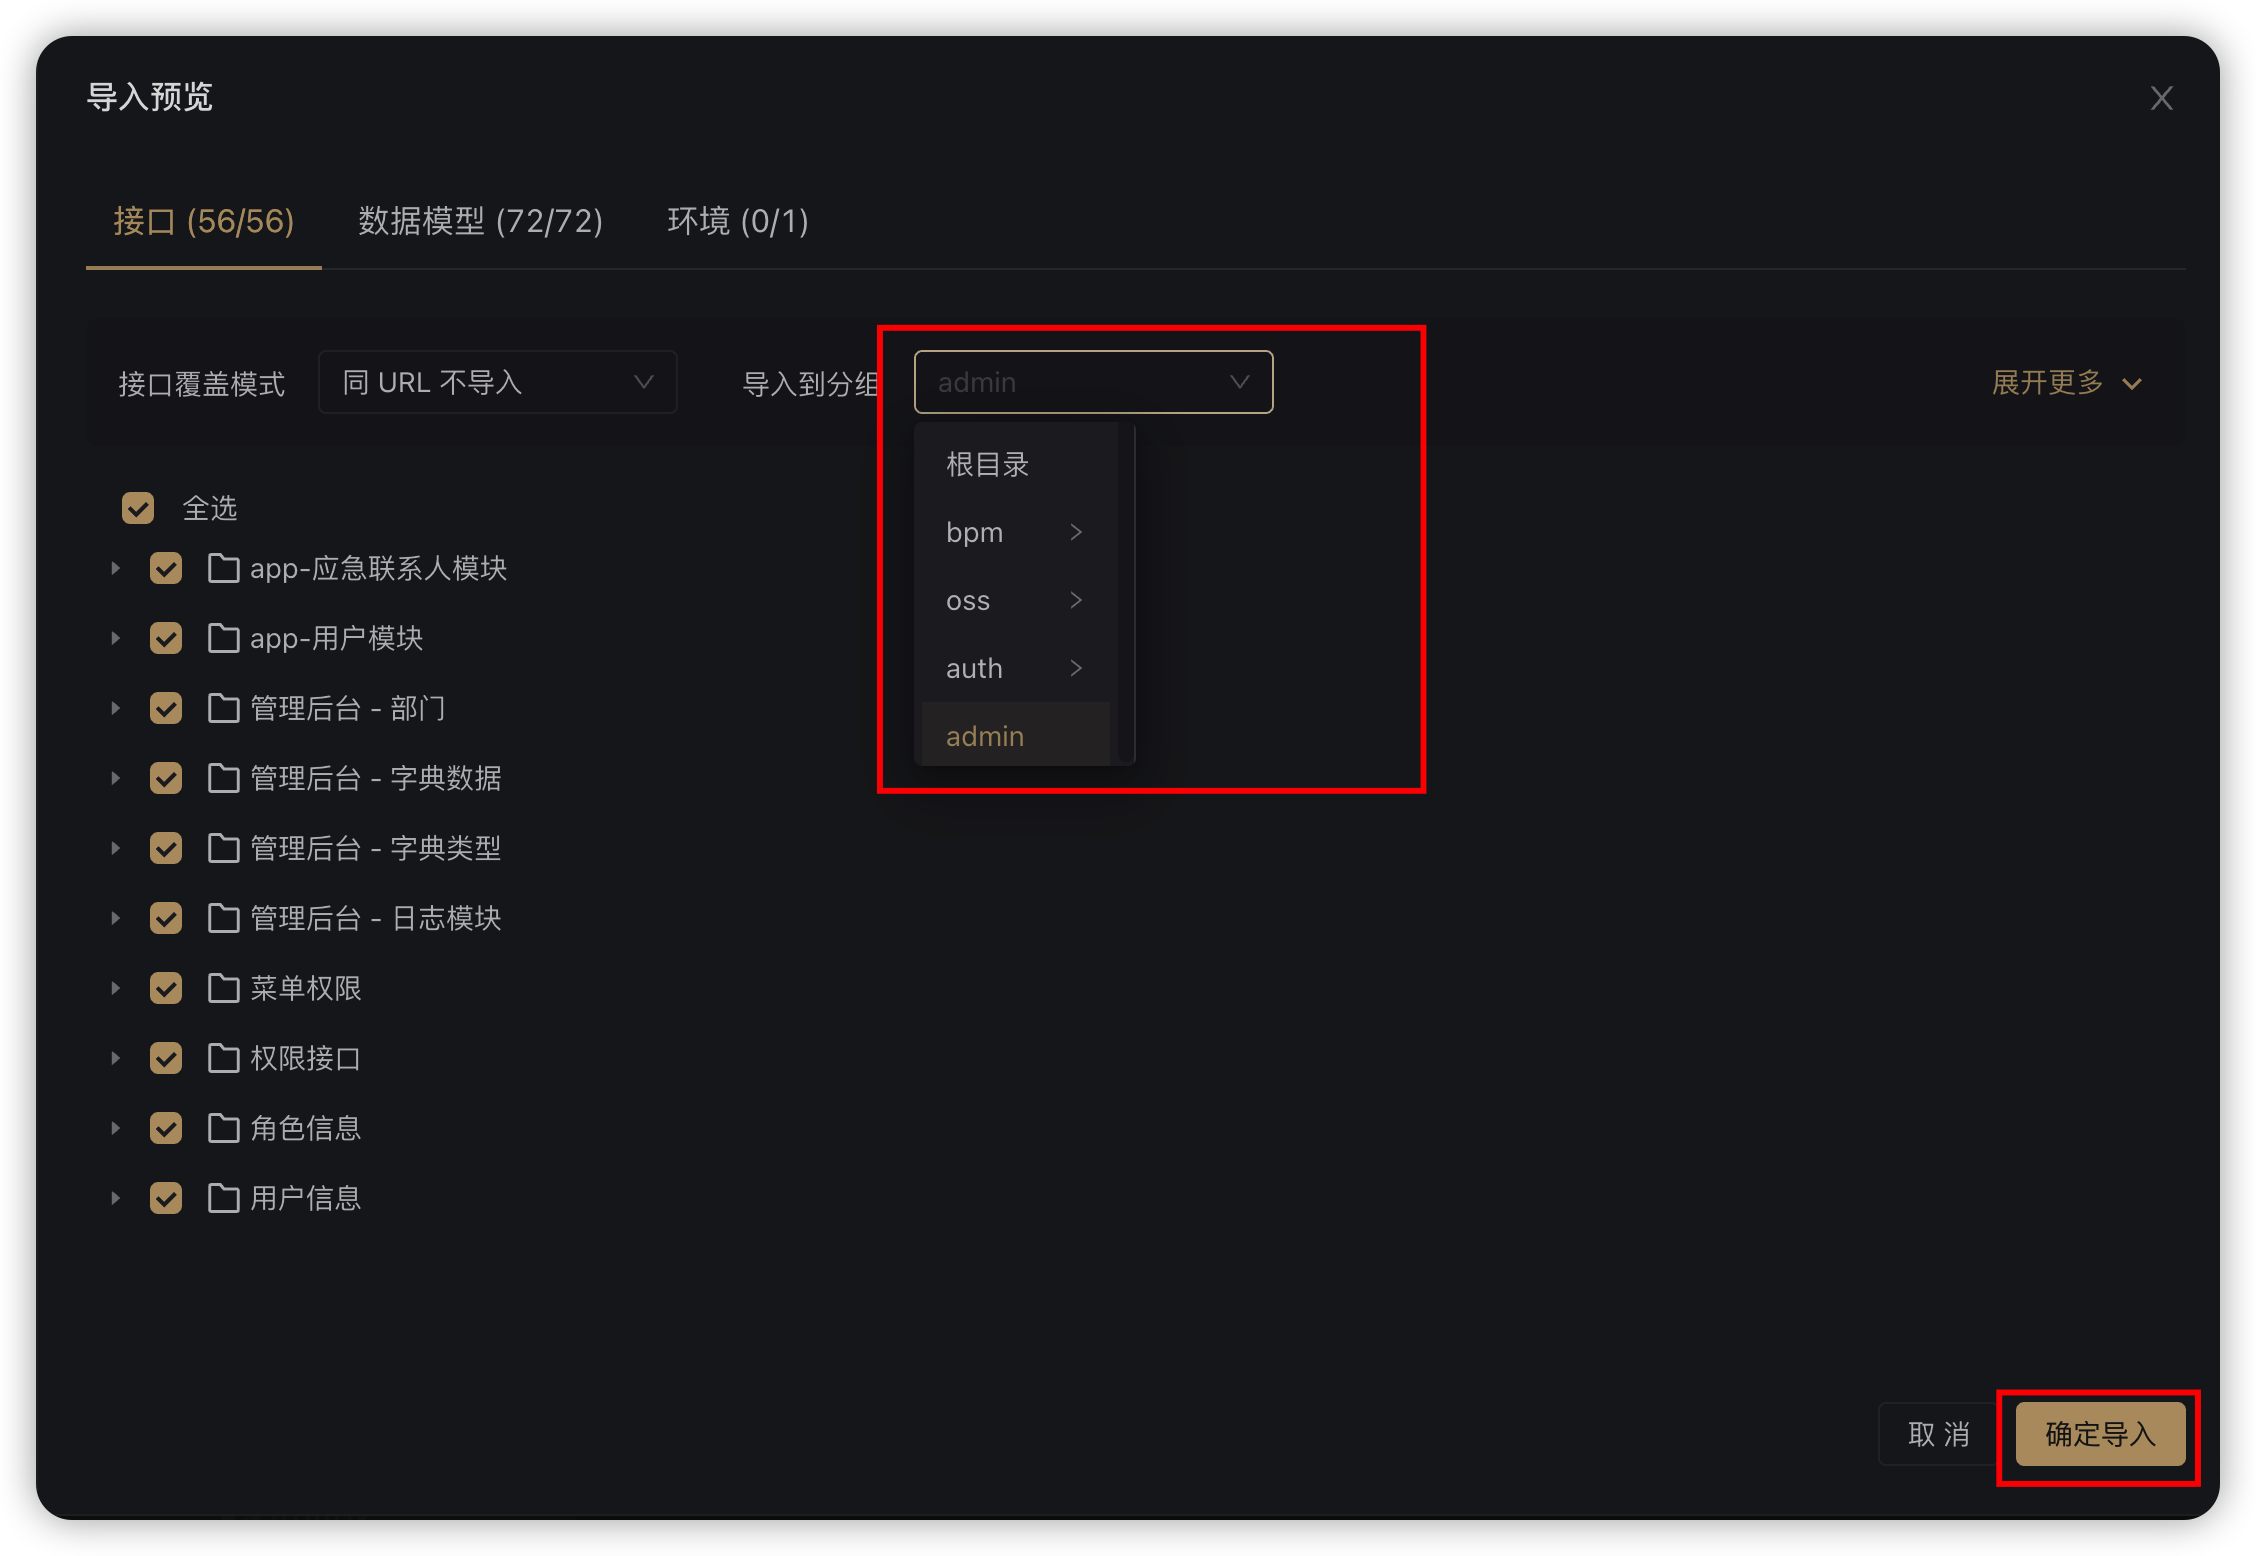 导入预览
接口 (56/56) 数据模型 (72/72) 环境 (0/1)
接口覆盖模式 同 URL 不导入 导入到分组 admin 展开更多
根目录
bpm
oss
auth
admin
全选
app-应急联系人模块
app-用户模块
管理后台 - 部门
管理后台 - 字典数据
管理后台 - 字典类型
管理后台 - 日志模块
菜单权限
权限接口
角色信息
用户信息
取 消 确定导入